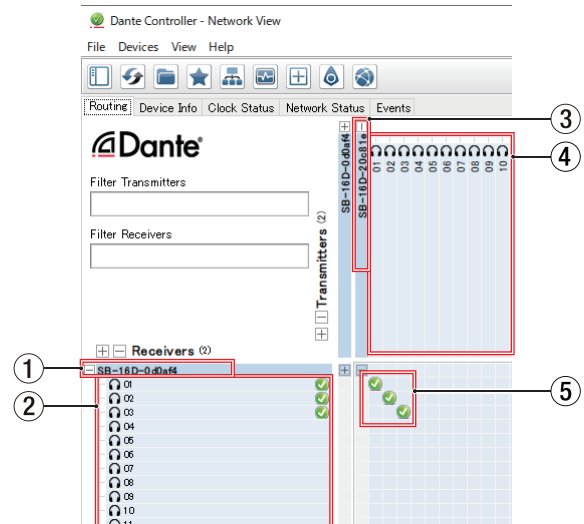 Dante Controller - Network View
File Devices View Help
Routing Device Info Clock Status Network Status Events
Dante®
Filter Transmitters
Filter Receivers
Transmitters (2)
SB-16D-0d0af4
SB-16D-20c81e
01 02 03 04 05 06 07 08 09 10
3
4
Receivers (2)
1
SB-16D-0d0af4
2
01
02
03
04
05
06
07
08
09
10
11
5